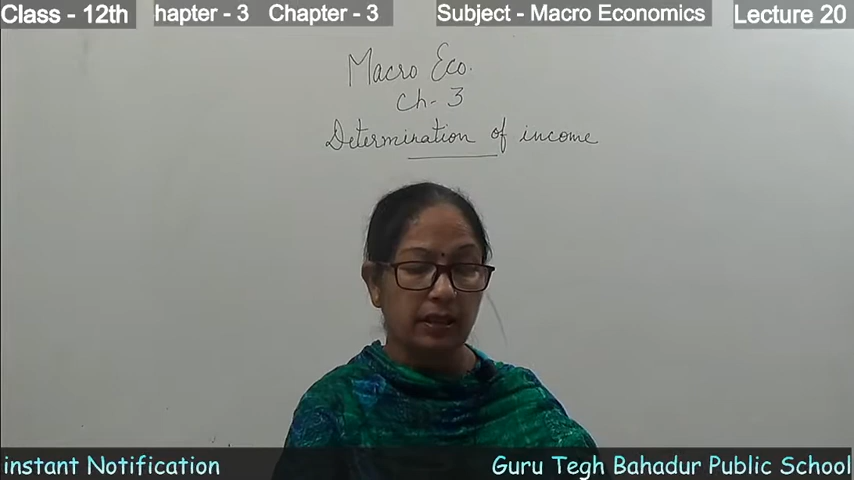 Class - 12th hapter - 3 Chapter - 3 Subject - Macro Economics Lecture 20
Macro Eco.
Ch- 3
Determination of income
instant Notification Guru Tegh Bahadur Public School